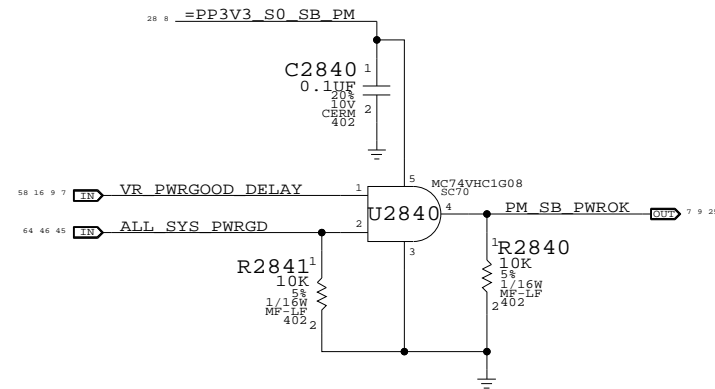 28 8 =PP3V3_S0_SB_PM
C2840 1
0.1UF
20%
10V 2
CERM
402
5
MC74VHC1G08
SC70
58 16 9 7 IN VR_PWRGOOD_DELAY 1
U2840
4 PM_SB_PWROK OUT 7 9 25
64 46 45 IN ALL_SYS_PWRGD 2
3
R2841 1
10K
5%
1/16W
MF-LF
402 2
1 R2840
10K
5%
1/16W
MF-LF
2 402